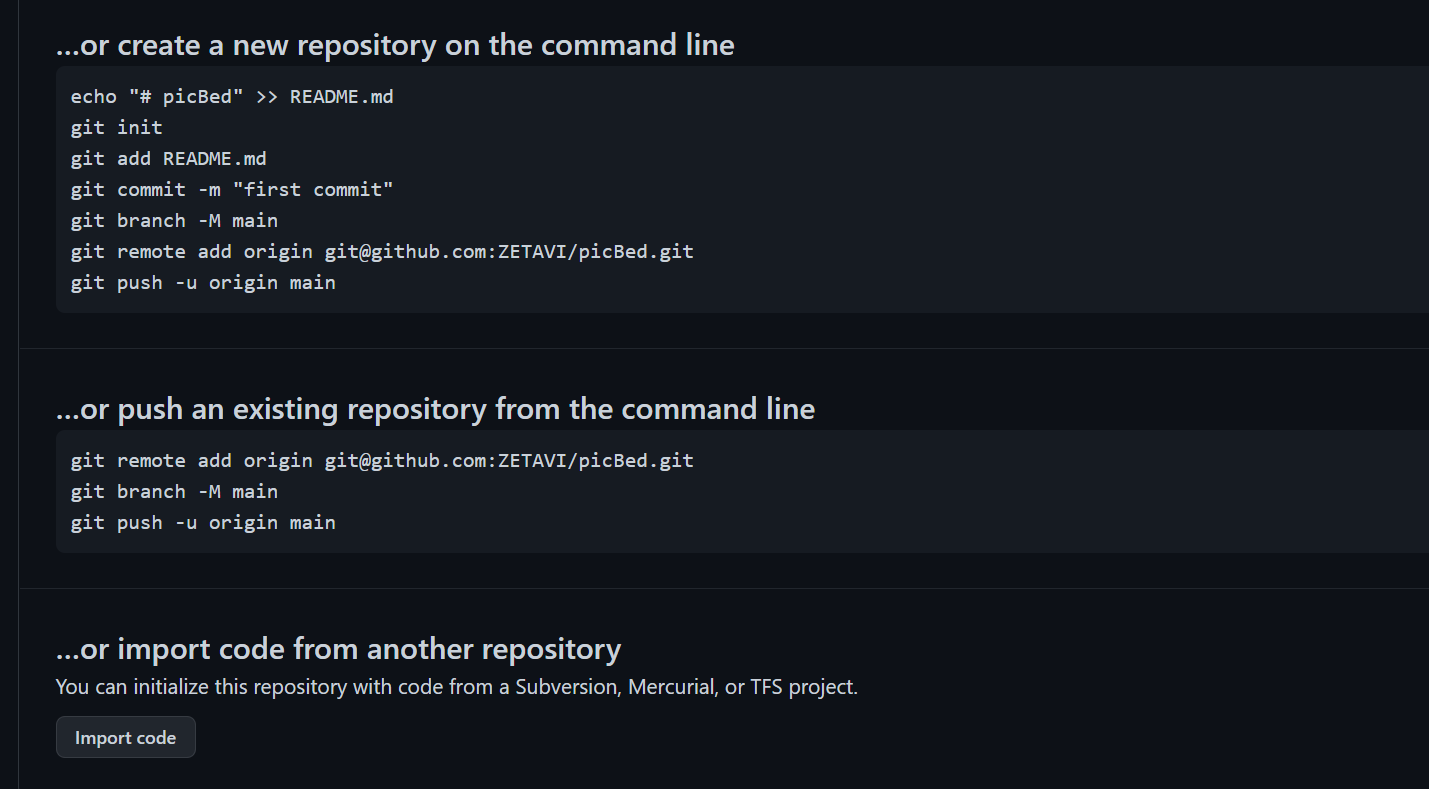 ...or create a new repository on the command line
echo "# picBed" >> README.md
git init
git add README.md
git commit -m "first commit"
git branch -M main
git remote add origin git@github.com:ZETAVI/picBed.git
git push -u origin main
...or push an existing repository from the command line
git remote add origin git@github.com:ZETAVI/picBed.git
git branch -M main
git push -u origin main
...or import code from another repository
You can initialize this repository with code from a Subversion, Mercurial, or TFS project.
Import code